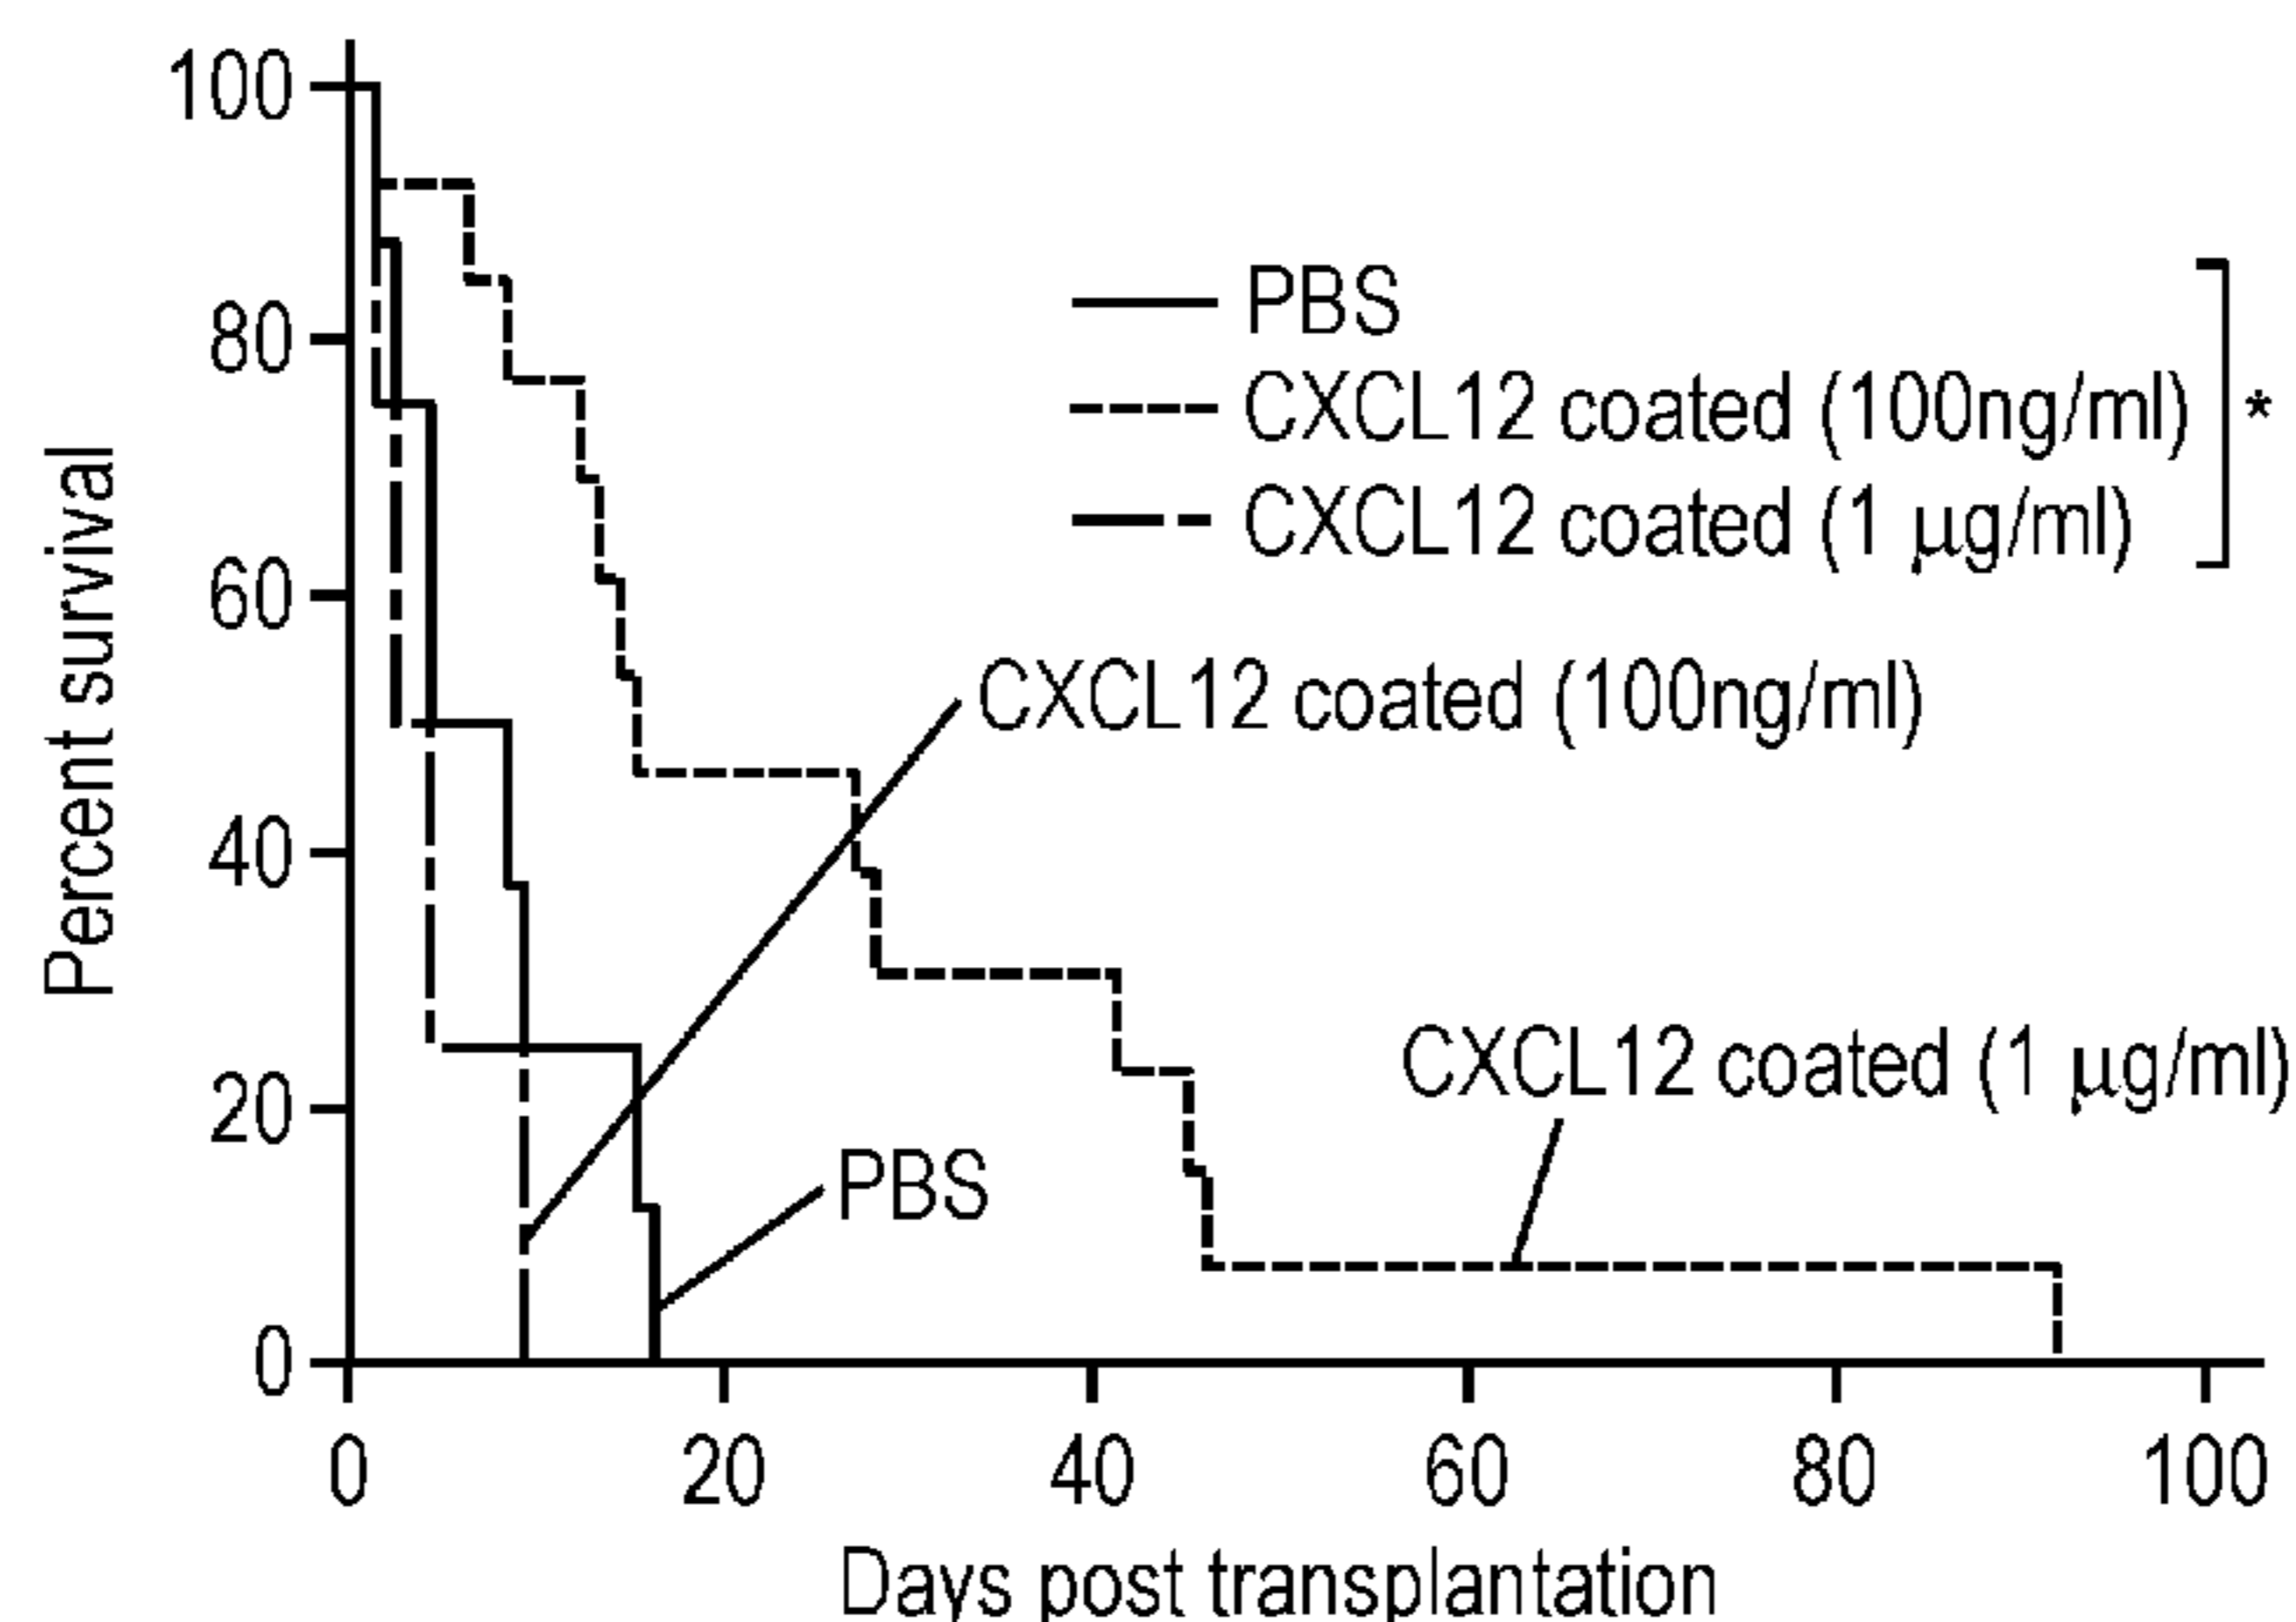 100
80
60
40
20
0
Percent survival
PBS
CXCL12 coated (100ng/ml)
CXCL12 coated (1 µg/ml)
*
CXCL12 coated (100ng/ml)
CXCL12 coated (1 µg/ml)
PBS
0 20 40 60 80 100
Days post transplantation